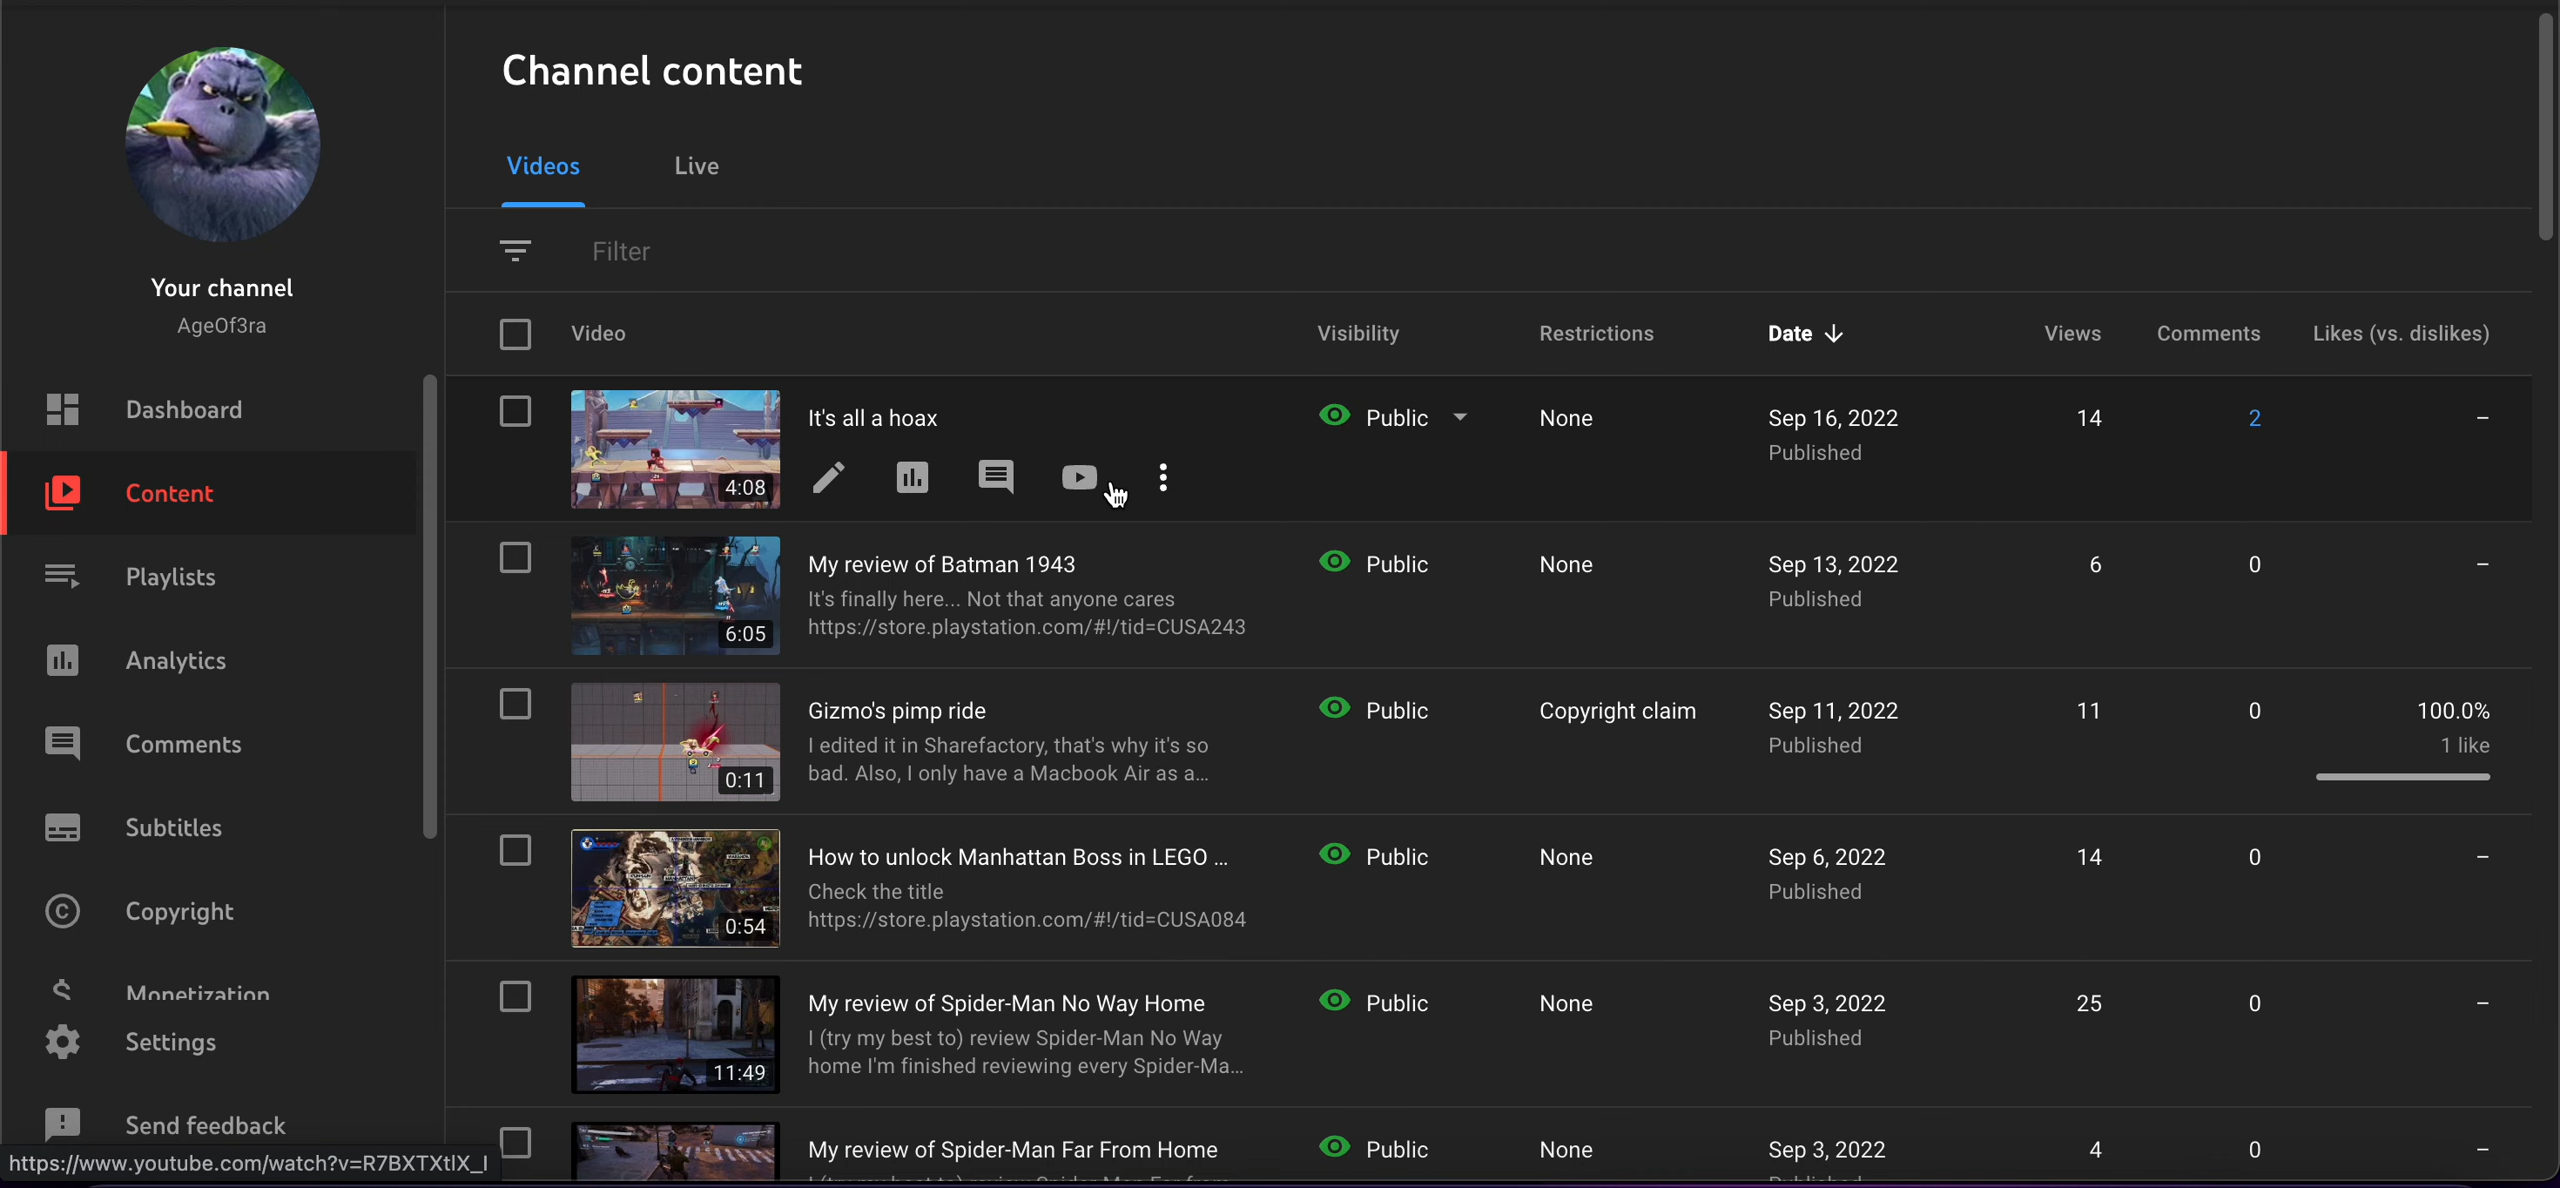 Channel content
Videos
Live
Filter
Your channel
AgeOf3ra
Dashboard
Content
Playlists
Analytics
Comments
Subtitles
Copyright
Monetization
Settings
Send feedback
Video Visibility Restrictions Date Views Comments Likes (vs. dislikes)
4:08
It's all a hoax
Public None Sep 16, 2022 14 2 –
Published
6:05
My review of Batman 1943
Public None Sep 13, 2022 6 0 –
It's finally here... Not that anyone cares
Published
https://store.playstation.com/#!/tid=CUSA243
0:11
Gizmo's pimp ride
Public Copyright claim Sep 11, 2022 11 0 100.0%
I edited it in Sharefactory, that's why it's so
Published 1 like
bad. Also, I only have a Macbook Air as a...
0:54
How to unlock Manhattan Boss in LEGO ...
Public None Sep 6, 2022 14 0 –
Check the title
Published
https://store.playstation.com/#!/tid=CUSA084
11:49
My review of Spider-Man No Way Home
Public None Sep 3, 2022 25 0 –
I (try my best to) review Spider-Man No Way
Published
home I'm finished reviewing every Spider-Ma...
My review of Spider-Man Far From Home
Public None Sep 3, 2022 4 0 –
Published
https://www.youtube.com/watch?v=R7BXTXtlX_I